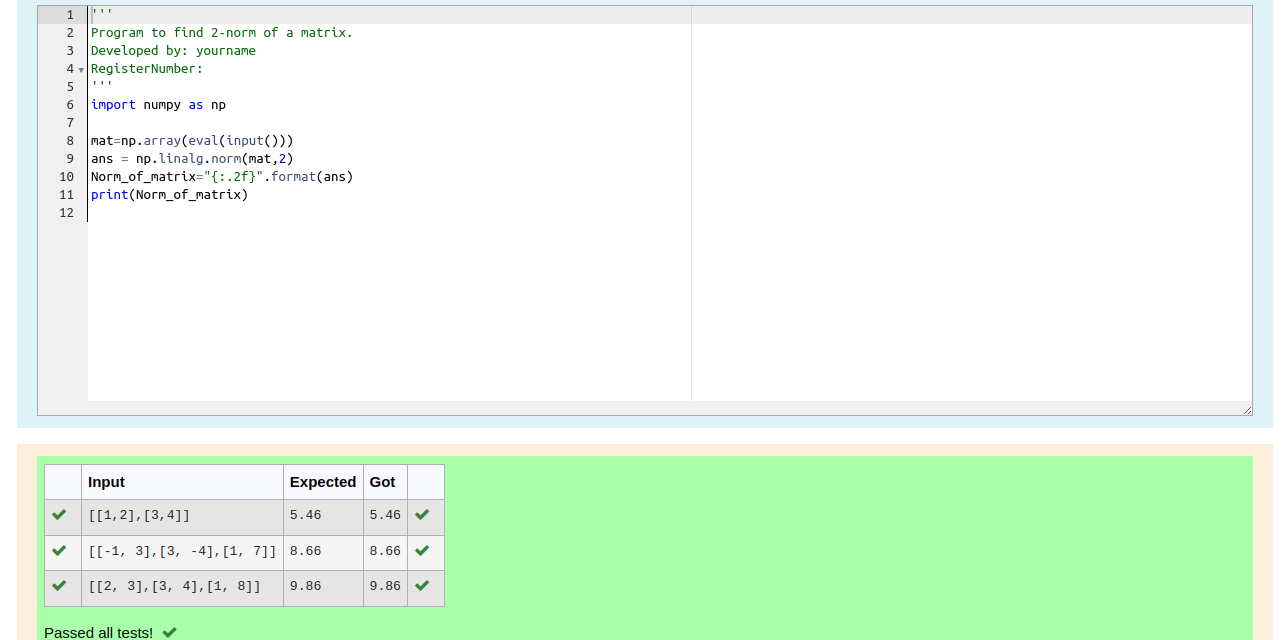 1 '''
2 Program to find 2-norm of a matrix.
3 Developed by: yourname
4 RegisterNumber:
5 '''
6 import numpy as np
7
8 mat=np.array(eval(input()))
9 ans = np.linalg.norm(mat,2)
10 Norm_of_matrix="{:.2f}".format(ans)
11 print(Norm_of_matrix)
12
Input Expected Got
[[1,2],[3,4]] 5.46 5.46
[[-1, 3],[3, -4],[1, 7]] 8.66 8.66
[[2, 3],[3, 4],[1, 8]] 9.86 9.86
Passed all tests!